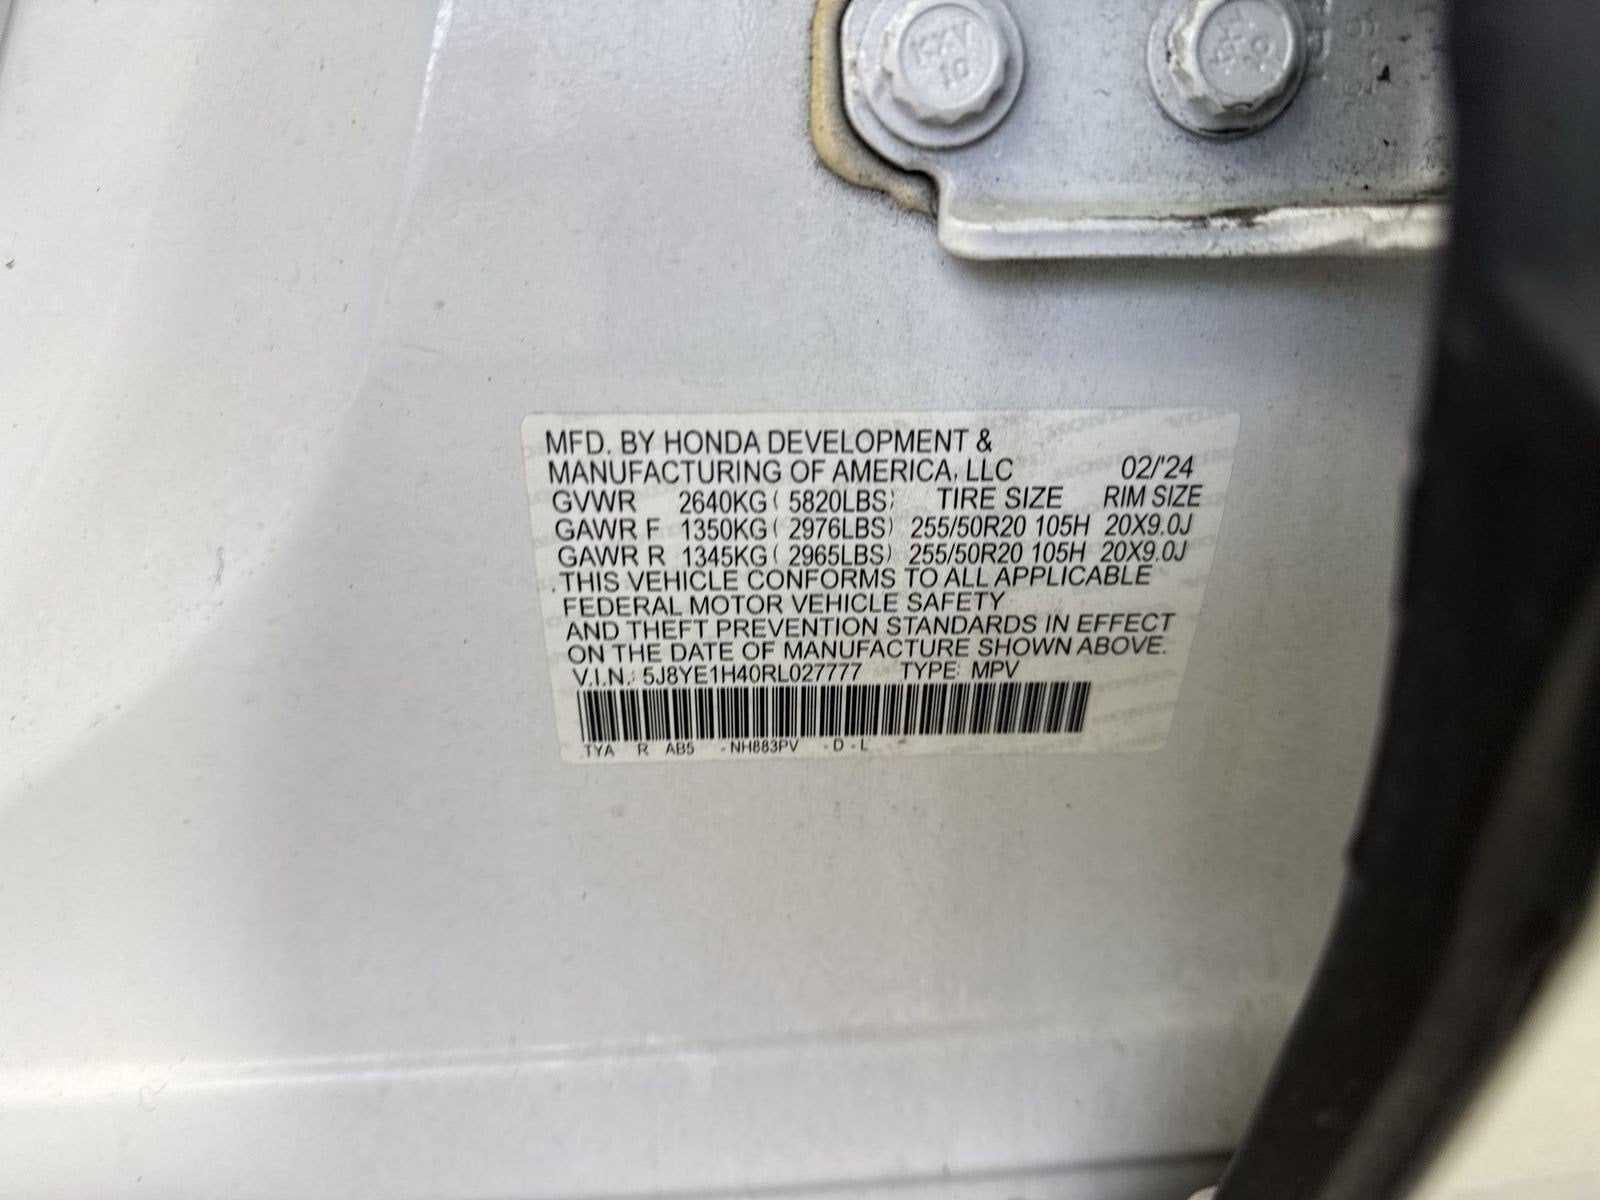 KXV
10
MFD. BY HONDA DEVELOPMENT &
MANUFACTURING OF AMERICA, LLC 02/'24
GVWR 2640KG ( 5820LBS) TIRE SIZE RIM SIZE
GAWR F 1350KG ( 2976LBS) 255/50R20 105H 20X9.0J
GAWR R 1345KG ( 2965LBS) 255/50R20 105H 20X9.0J
THIS VEHICLE CONFORMS TO ALL APPLICABLE
FEDERAL MOTOR VEHICLE SAFETY
AND THEFT PREVENTION STANDARDS IN EFFECT
ON THE DATE OF MANUFACTURE SHOWN ABOVE.
V.I.N.: 5J8YE1H40RL027777 TYPE: MPV
TYA R AB5 -NH883PV -D-L